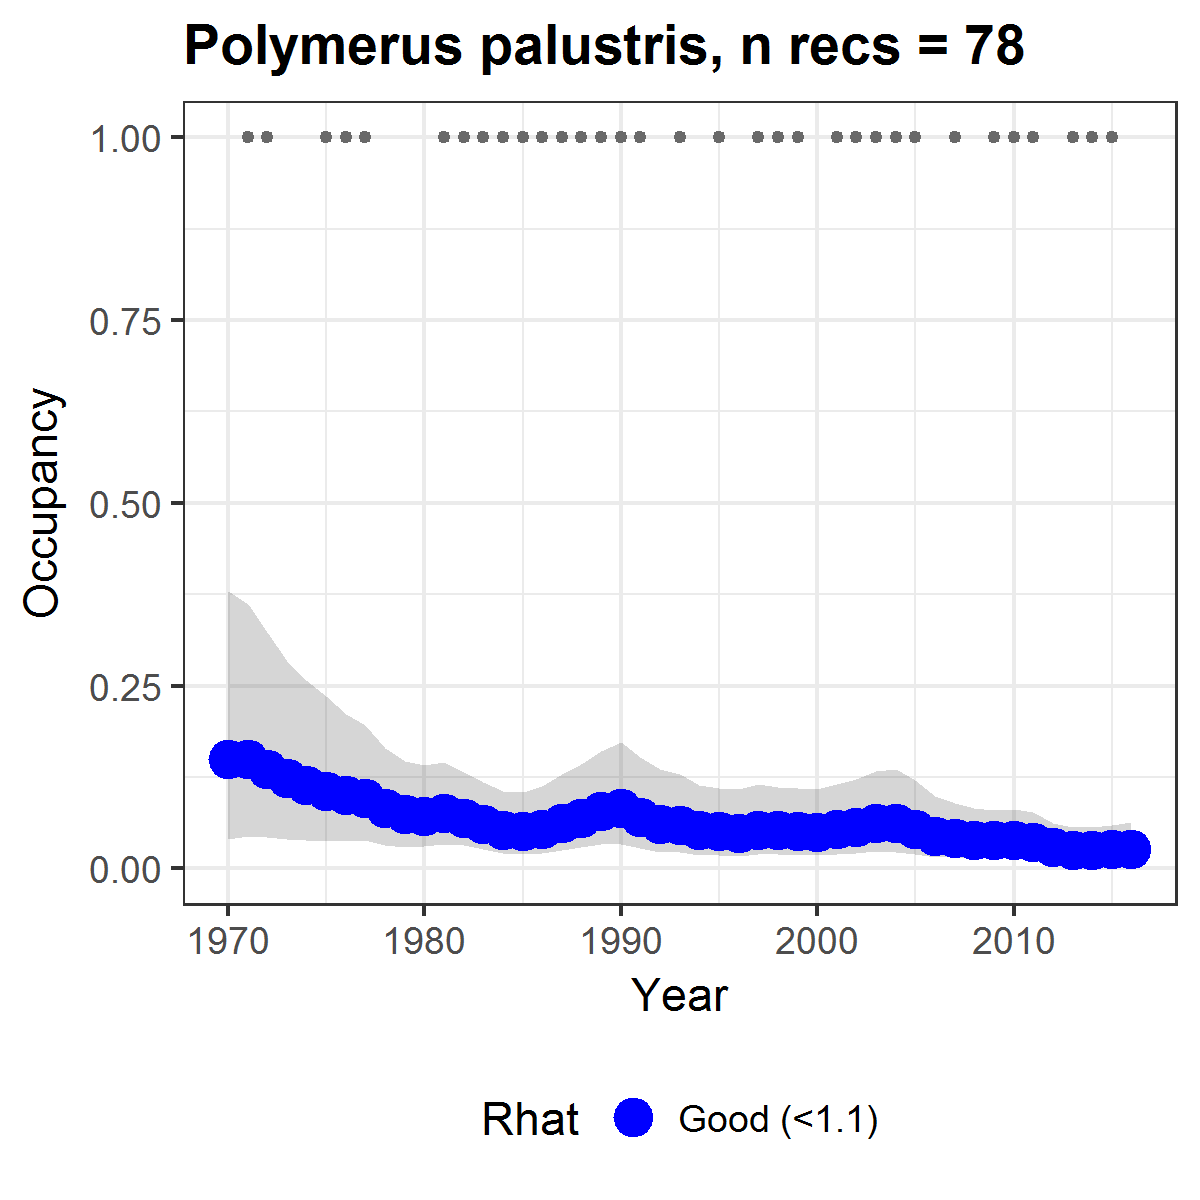 Polymerus palustris, n recs = 78
1.00
0.75
0.50
0.25
0.00
Occupancy
1970 1980 1990 2000 2010
Year
Rhat Good (<1.1)